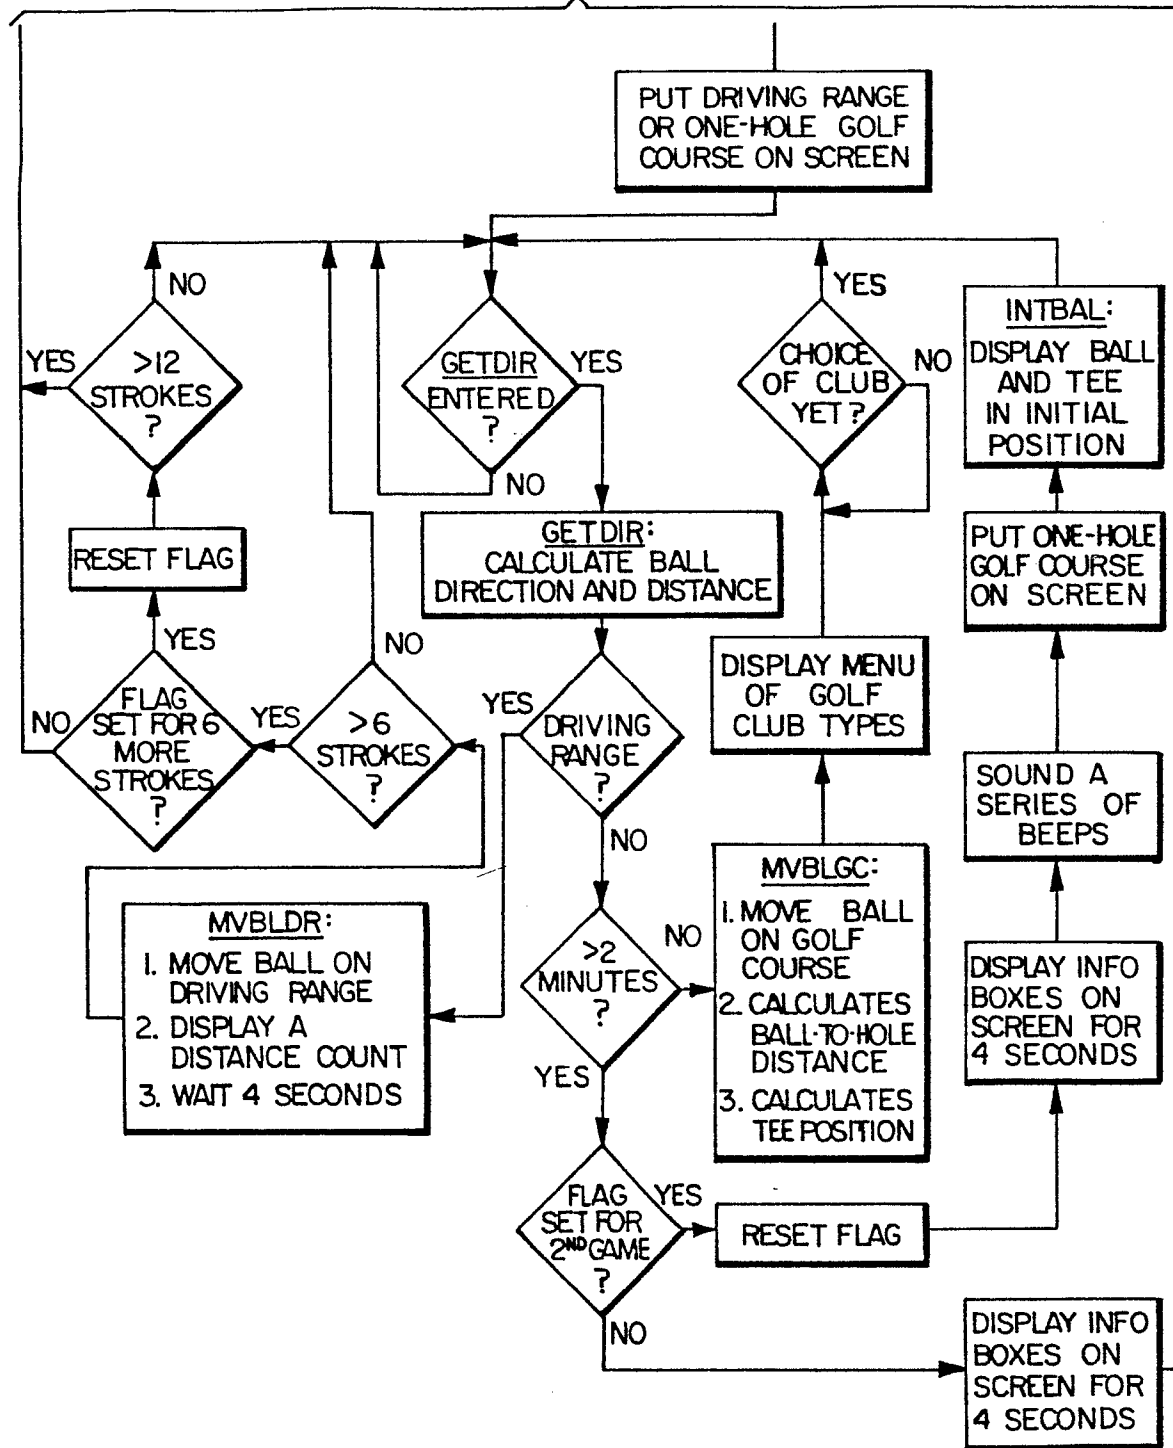 PUT DRIVING RANGE
OR ONE-HOLE GOLF
COURSE ON SCREEN
NO
YES
>12
STROKES
?
GETDIR
ENTERED
?
YES
NO
YES
CHOICE
OF CLUB
YET?
NO
INTBAL:
DISPLAY BALL
AND TEE
IN INITIAL
POSITION
RESET FLAG
GETDIR:
CALCULATE BALL
DIRECTION AND DISTANCE
PUT ONE-HOLE
GOLF COURSE
ON SCREEN
YES
FLAG
SET FOR 6
MORE
STROKES
?
NO
YES
NO
>6
STROKES
?
YES
DRIVING
RANGE
?
NO
DISPLAY MENU
OF GOLF
CLUB TYPES
SOUND A
SERIES OF
BEEPS
MVBLDR:
1. MOVE BALL ON
DRIVING RANGE
2. DISPLAY A
DISTANCE COUNT
3. WAIT 4 SECONDS
>2
MINUTES
?
NO
YES
MVBLGC:
1. MOVE BALL
ON GOLF
COURSE
2. CALCULATES
BALL-TO-HOLE
DISTANCE
3. CALCULATES
TEE POSITION
DISPLAY INFO
BOXES ON
SCREEN FOR
4 SECONDS
FLAG
SET FOR
2ND GAME
?
YES
NO
RESET FLAG
DISPLAY INFO
BOXES ON
SCREEN FOR
4 SECONDS